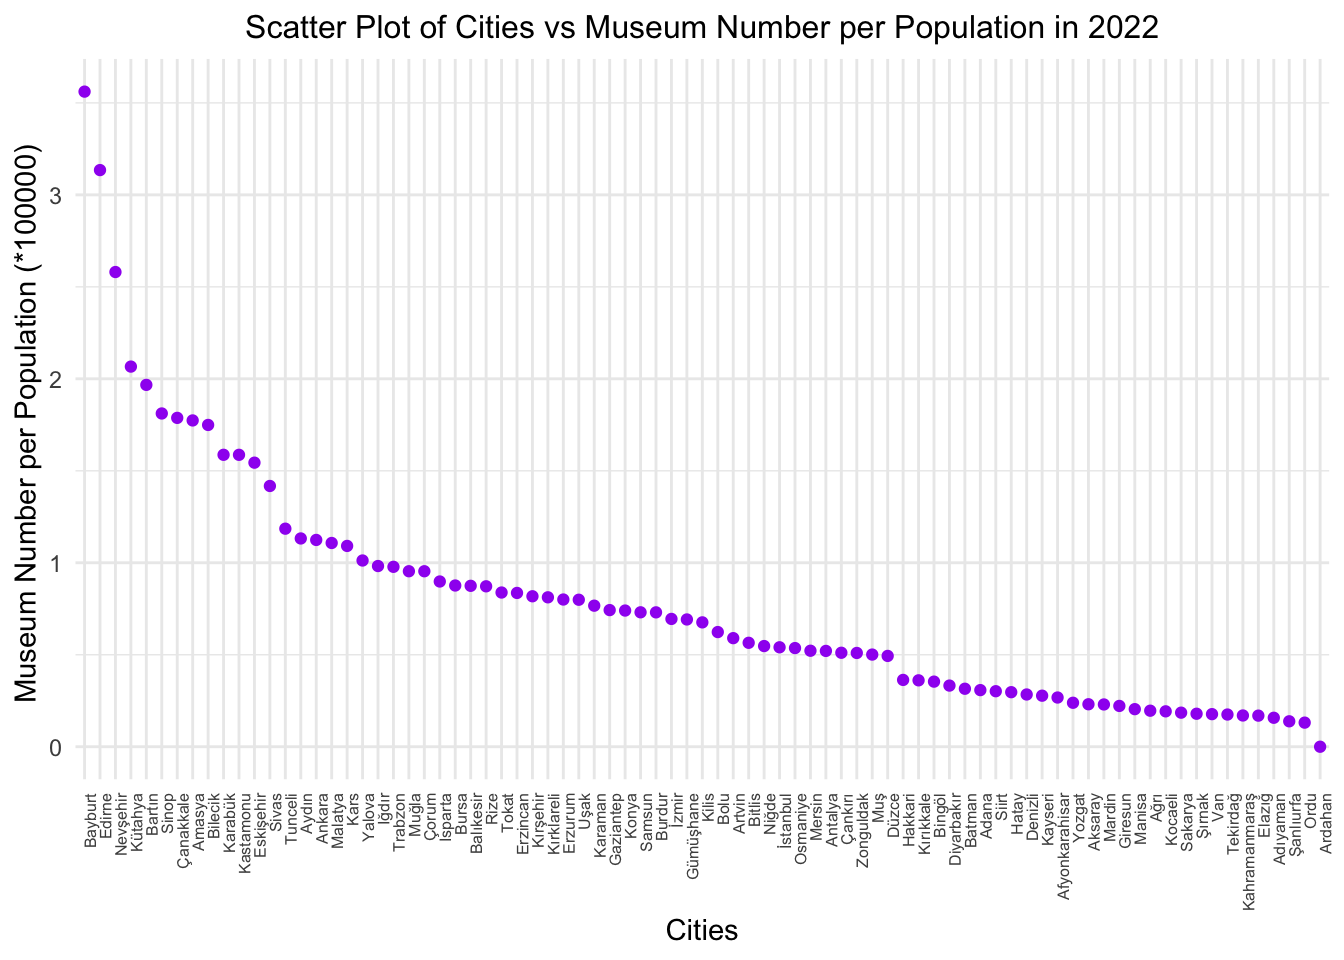 Scatter Plot of Cities vs Museum Number per Population in 2022
Museum Number per Population (*100000)
3
2
1
0
Bayburt
Edirne
Nevşehir
Kütahya
Bartın
Sinop
Çanakkale
Amasya
Bilecik
Karabük
Kastamonu
Eskişehir
Sivas
Tunceli
Aydın
Ankara
Malatya
Kars
Yalova
Iğdır
Trabzon
Muğla
Çorum
Isparta
Bursa
Balıkesir
Rize
Tokat
Erzincan
Kırşehir
Kırklareli
Erzurum
Uşak
Karaman
Gaziantep
Konya
Samsun
Burdur
İzmir
Gümüşhane
Kilis
Bolu
Artvin
Bitlis
Niğde
İstanbul
Osmaniye
Mersin
Antalya
Çankırı
Zonguldak
Muş
Düzce
Hakkari
Kırıkkale
Bingöl
Diyarbakır
Batman
Adana
Siirt
Hatay
Denizli
Kayseri
Afyonkarahisar
Yozgat
Aksaray
Mardin
Giresun
Manisa
Ağrı
Kocaeli
Sakarya
Şırnak
Van
Tekirdağ
Kahramanmaraş
Elazığ
Adıyaman
Şanlıurfa
Ordu
Ardahan
Cities